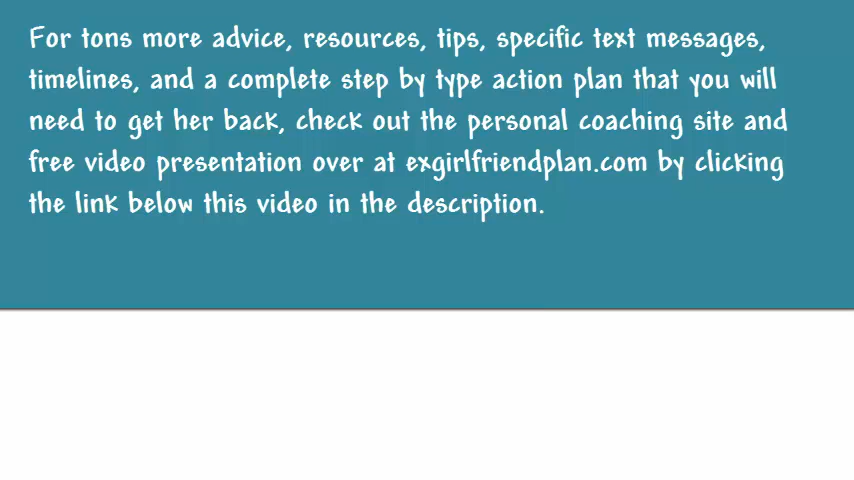 For tons more advice, resources, tips, specific text messages,
timelines, and a complete step by type action plan that you will
need to get her back, check out the personal coaching site and
free video presentation over at exgirlfriendplan.com by clicking
the link below this video in the description.